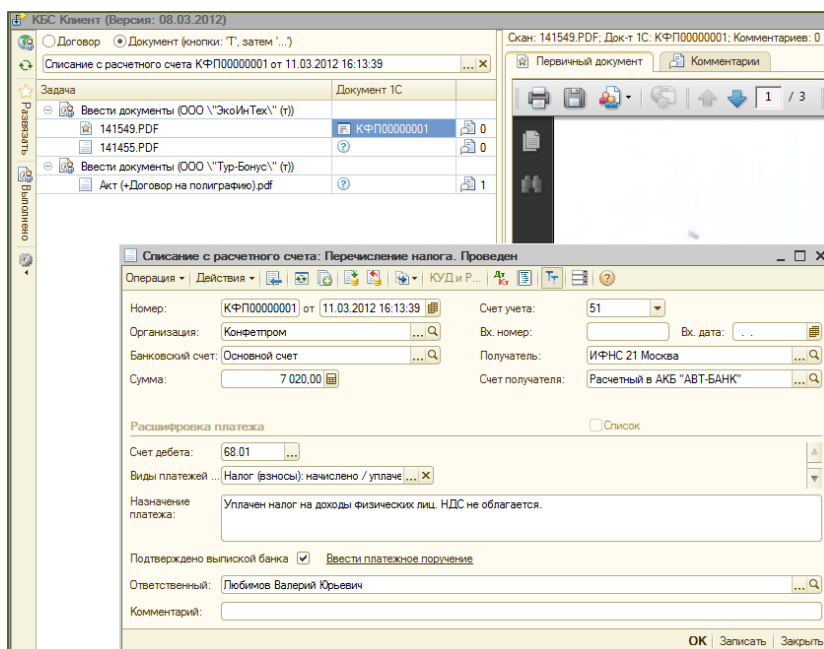 КБС Клиент (Версия: 08.03.2012)
Договор Документ (кнопки: 'Т', затем '...')
Списание с расчетного счета КФП00000001 от 11.03.2012 16:13:39 ...
Задача Документ 1С
Ввести документы (ООО \"ЭкоИнТех\" (т))
141549.PDF КФП00000001 0
141455.PDF 0
Ввести документы (ООО \"Тур-Бонус\" (т))
Акт (+Договор на полиграфию).pdf 1
Развязать
Выполнено
Скан: 141549.PDF; Док-т 1С: КФП00000001; Комментариев: 0
Первичный документ Комментарии
1 / 3
Списание с расчетного счета: Перечисление налога. Проведен
Операция Действия КУД и Р... Дт Кт
Номер: КФП00000001 от 11.03.2012 16:13:39 Счет учета: 51
Организация: Конфетпром ... Вх. номер: Вх. дата: . .
Банковский счет: Основной счет ... Получатель: ИФНС 21 Москва ...
Сумма: 7 020,00 Счет получателя: Расчетный в АКБ "АВТ-БАНК" ...
Расшифровка платежа Список
Счет дебета: 68.01 ...
Виды платежей ... Налог (взносы): начислено / уплаче ...
Назначение платежа: Уплачен налог на доходы физических лиц. НДС не облагается.
Подтверждено выпиской банка Ввести платежное поручение
Ответственный: Любимов Валерий Юрьевич ...
Комментарий:
OK Записать Закрыть